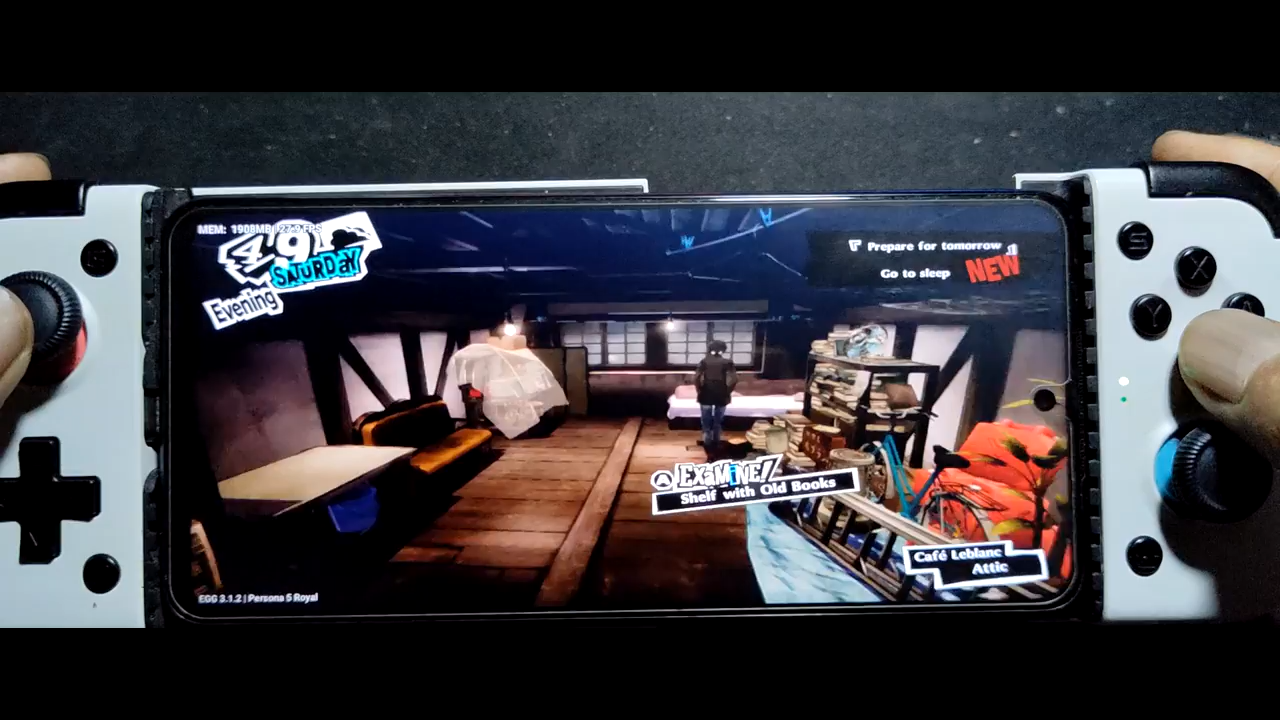 MEM: 1908MB | 27.9 FPS
4/9
SATURDAY
Evening
Prepare for tomorrow
Go to sleep
NEW
X
Y
A EXAMINE!
Shelf with Old Books
Café Leblanc
Attic
EGG 3.1.2 | Persona 5 Royal